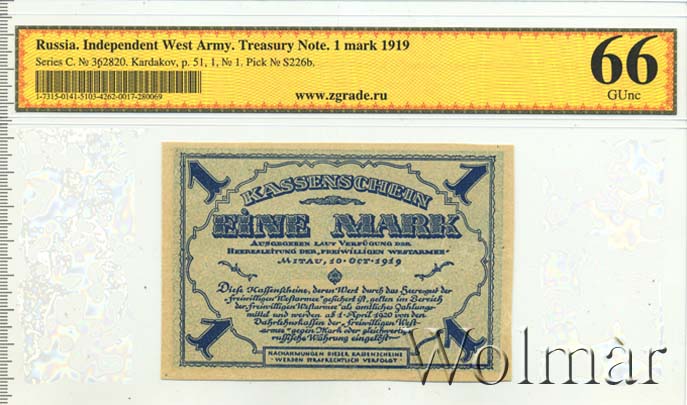 Russia. Independent West Army. Treasury Note. 1 mark 1919
Series C. № 362820. Kardakov, p. 51, 1, № 1. Pick № S226b.
1-7315-0141-5103-4262-0017-280069
www.zgrade.ru
66
GUnc
1 1
KASSENSCHEIN
EINE MARK
AUSGEGEBEN LAUT VERFÜGUNG DER
HEERESLEITUNG DER „FREIWILLIGEN WESTARMEE"
MITAU, 10·OCT·1919
Diese Kassenscheine, deren Wert durch das Heeresgut der
„freiwilligen Westarmee" gesichert ist, gelten im Bereich
der „freiwilligen Westarmee" als amtliches Zahlungs-
mittel und werden ab 1·April 1920 von den
Darlehnskassen der „freiwilligen West-
armee" gegen Mark oder gleichwertige
russische Währung eingelöst
1 1
NACHAHMUNGEN DIESER KASSENSCHEINE
WERDEN STRAFRECHTLICH VERFOLGT
Wolmar